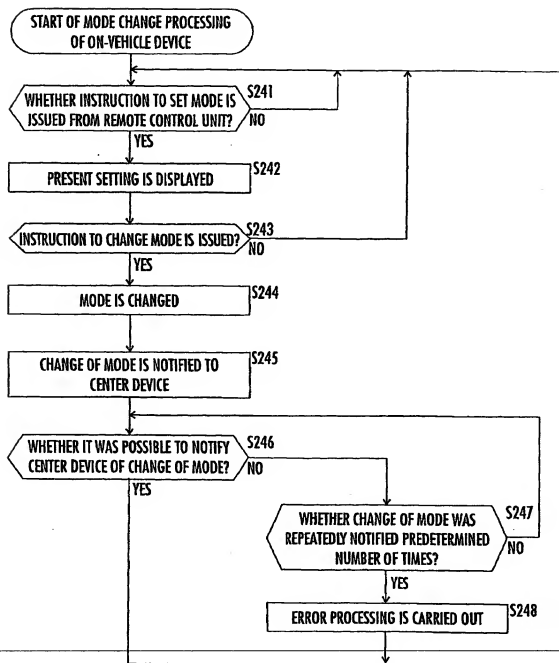 START OF MODE CHANGE PROCESSING
OF ON-VEHICLE DEVICE
S241
WHETHER INSTRUCTION TO SET MODE IS
ISSUED FROM REMOTE CONTROL UNIT?
NO
YES
S242
PRESENT SETTING IS DISPLAYED
S243
INSTRUCTION TO CHANGE MODE IS ISSUED?
NO
YES
S244
MODE IS CHANGED
S245
CHANGE OF MODE IS NOTIFIED TO
CENTER DEVICE
S246
WHETHER IT WAS POSSIBLE TO NOTIFY
CENTER DEVICE OF CHANGE OF MODE?
NO
YES
S247
WHETHER CHANGE OF MODE WAS
REPEATEDLY NOTIFIED PREDETERMINED
NUMBER OF TIMES?
NO
YES
S248
ERROR PROCESSING IS CARRIED OUT